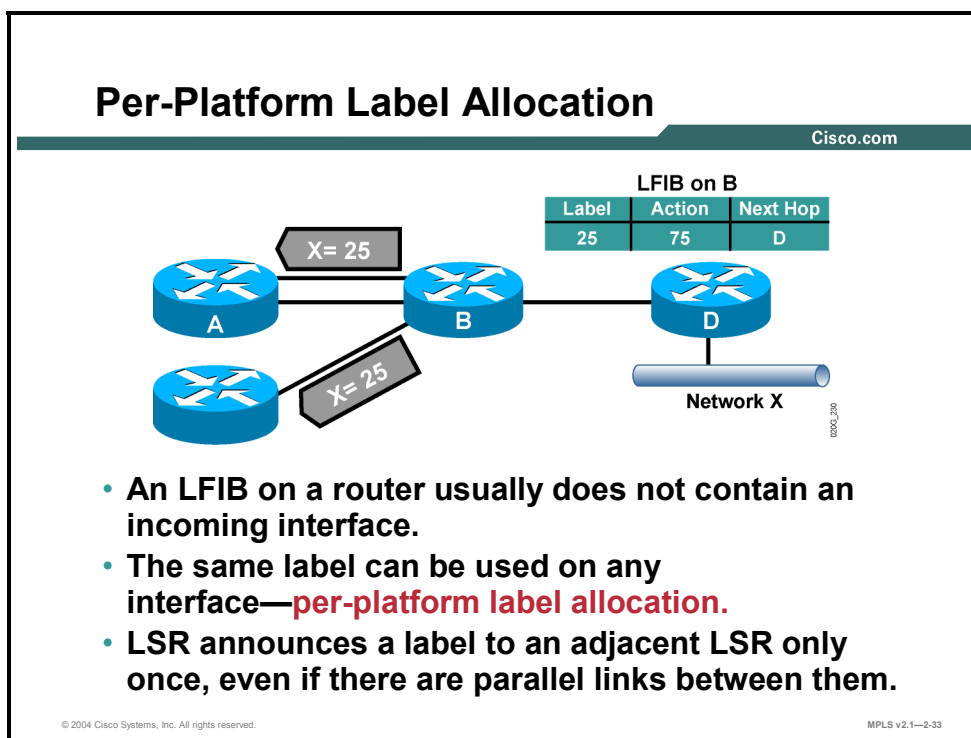 Per-Platform Label Allocation
Cisco.com
LFIB on B
Label Action Next Hop
25 75 D
X= 25
A
B
D
X= 25
Network X
020G_230
• An LFIB on a router usually does not contain an
incoming interface.
• The same label can be used on any
interface—per-platform label allocation.
• LSR announces a label to an adjacent LSR only
once, even if there are parallel links between them.
© 2004 Cisco Systems, Inc. All rights reserved.
MPLS v2.1—2-33